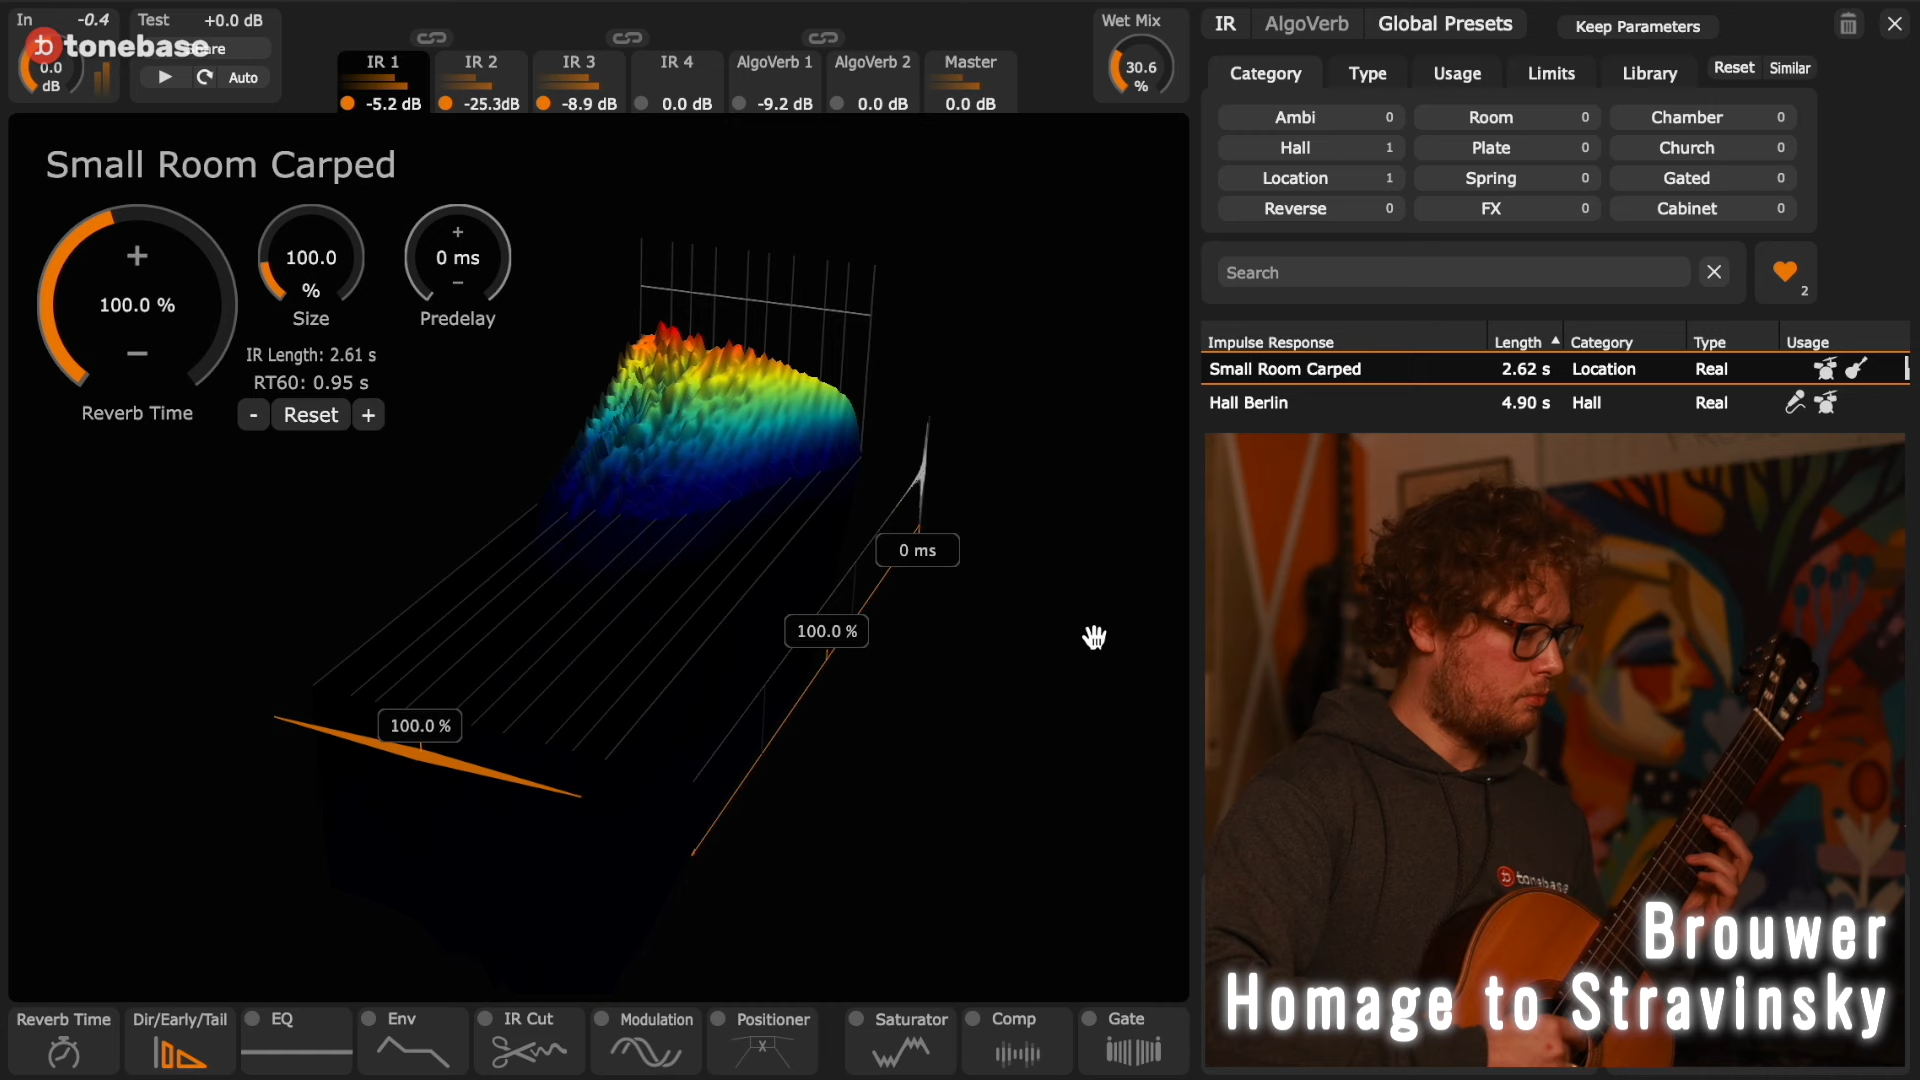 In -0.4
Test +0.0 dB
tonebase
0.0
dB
Auto
IR 1
-5.2 dB
IR 2
-25.3dB
IR 3
-8.9 dB
IR 4
0.0 dB
AlgoVerb 1
-9.2 dB
AlgoVerb 2
0.0 dB
Master
0.0 dB
Wet Mix
30.6
%
IR AlgoVerb Global Presets Keep Parameters
Category Type Usage Limits Library Reset Similar
Ambi 0 Room 0 Chamber 0
Hall 1 Plate 0 Church 0
Location 1 Spring 0 Gated 0
Reverse 0 FX 0 Cabinet 0
Search
2
Impulse Response Length Category Type Usage
Small Room Carped 2.62 s Location Real
Hall Berlin 4.90 s Hall Real
Small Room Carped
+
100.0 %
−
Reverb Time
100.0
%
Size
+
0 ms
−
Predelay
IR Length: 2.61 s
RT60: 0.95 s
- Reset +
0 ms
100.0 %
100.0 %
tonebase
Brouwer
Homage to Stravinsky
Reverb Time Dir/Early/Tail EQ Env IR Cut Modulation Positioner Saturator Comp Gate
X